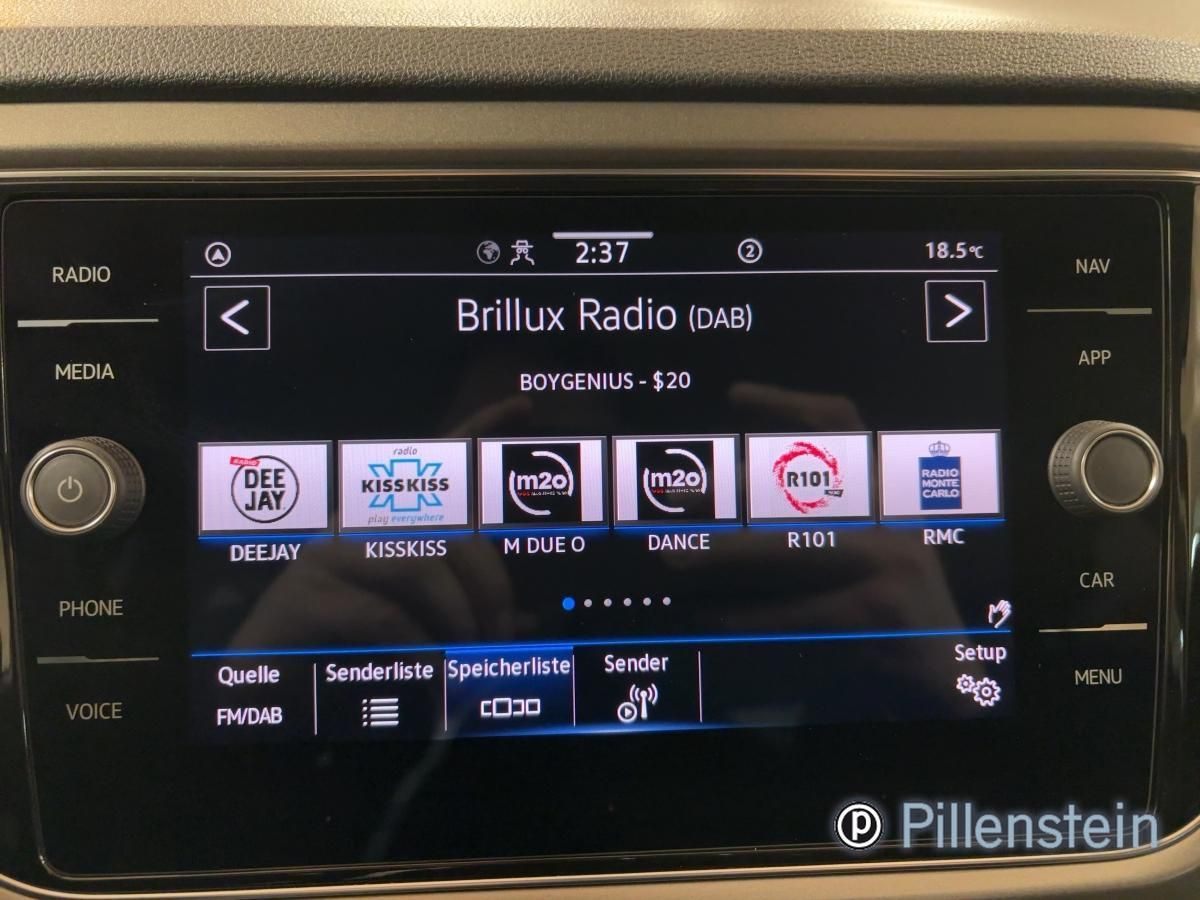 RADIO
MEDIA
PHONE
VOICE
2:37
2
18.5°C
<
Brillux Radio (DAB)
>
BOYGENIUS - $20
RADIO
DEE
JAY.
radio
KISSKISS
play everywhere
m2o
m2o
R101
RADIO
MONTE
CARLO
DEEJAY
KISSKISS
M DUE O
DANCE
R101
RMC
Quelle
FM/DAB
Senderliste
Speicherliste
Sender
Setup
NAV
APP
CAR
MENU
p Pillenstein